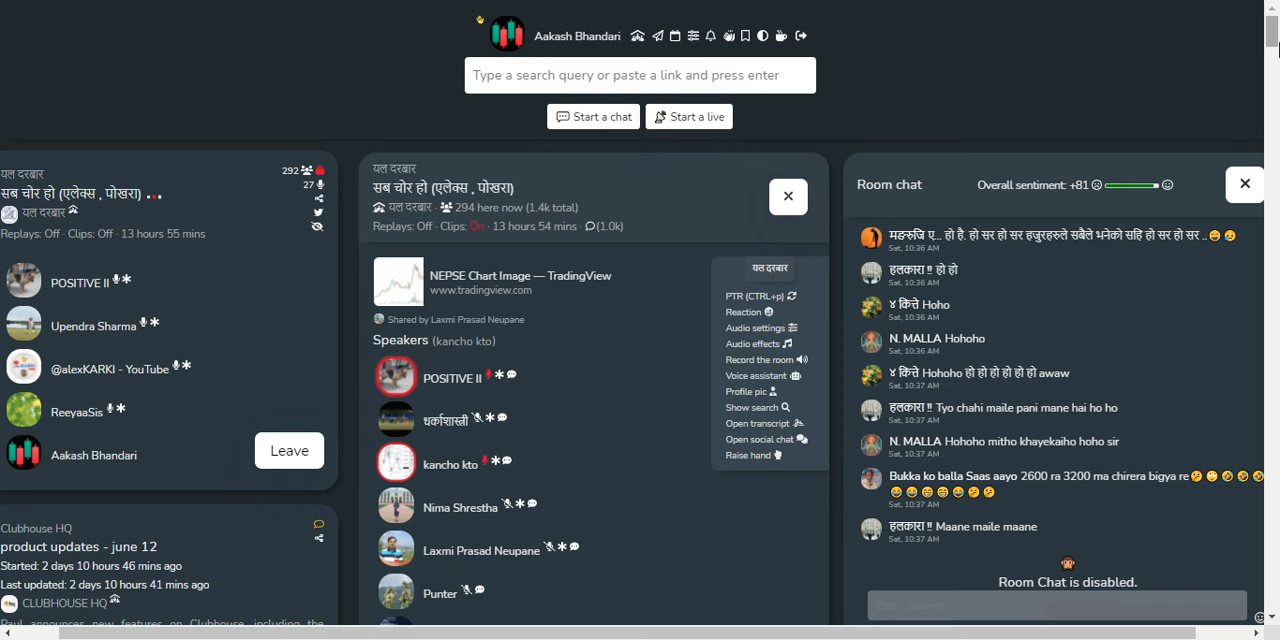 Aakash Bhandari
Type a search query or paste a link and press enter
Start a chat
Start a live
यल दरबार
292
सब चोर हो (एलेक्स , पोखरा)
27
यल दरबार
Replays: Off · Clips: Off · 13 hours 55 mins
POSITIVE II
Upendra Sharma
@alexKARKI - YouTube
ReeyaaSis
Aakash Bhandari
Leave
Clubhouse HQ
product updates - june 12
Started: 2 days 10 hours 46 mins ago
Last updated: 2 days 10 hours 41 mins ago
CLUBHOUSE HQ
Paul announces new features on Clubhouse, including the
यल दरबार
सब चोर हो (एलेक्स , पोखरा)
यल दरबार · 294 here now (1.4k total)
Replays: Off · Clips: On · 13 hours 54 mins · (1.0k)
NEPSE Chart Image — TradingView
www.tradingview.com
Shared by Laxmi Prasad Neupane
Speakers (kancho kto)
POSITIVE II
धर्काशास्त्री
kancho kto
Nima Shrestha
Laxmi Prasad Neupane
Punter
यल दरबार
PTR (CTRL+p)
Reaction
Audio settings
Audio effects
Record the room
Voice assistant
Profile pic
Show search
Open transcript
Open social chat
Raise hand
Room chat
Overall sentiment: +81
मङरुजि ए... हो है. हो सर हो सर हजुरहरुले सबैले भनेको सहि हो सर हो सर ..😄😥
Sat, 10:36 AM
हलकारा !! हो हो
Sat, 10:36 AM
४ कित्ते Hoho
Sat, 10:36 AM
N. MALLA Hohoho
Sat, 10:36 AM
४ कित्ते Hohoho हो हो हो हो हो हो awaw
Sat, 10:37 AM
हलकारा !! Tyo chahi maile pani mane hai ho ho
Sat, 10:37 AM
N. MALLA Hohoho mitho khayekaiho hoho sir
Sat, 10:37 AM
Bukka ko balla Saas aayo 2600 ra 3200 ma chirera bigya re
Sat, 10:37 AM
हलकारा !! Maane maile maane
Sat, 10:37 AM
Room Chat is disabled.